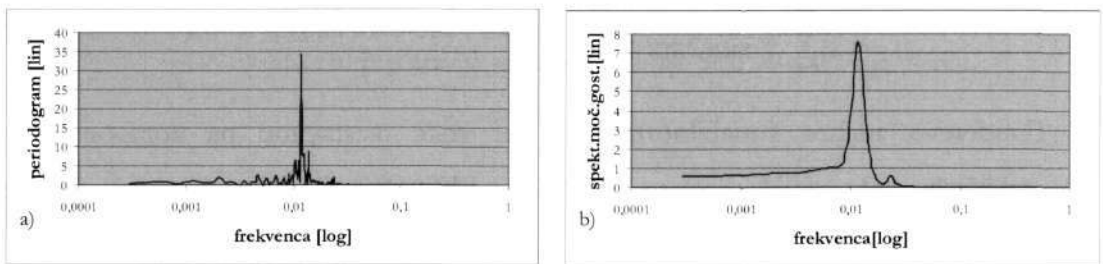 periodogram [lin]
40
35
30
25
20
15
10
5
0
0,0001 0,001 0,01 0,1 1
a)
frekvenca [log]
spekt.moč.gost.[lin]
8
7
6
5
4
3
2
1
0
0,0001 0,001 0,01 0,1 1
b)
frekvenca[log]